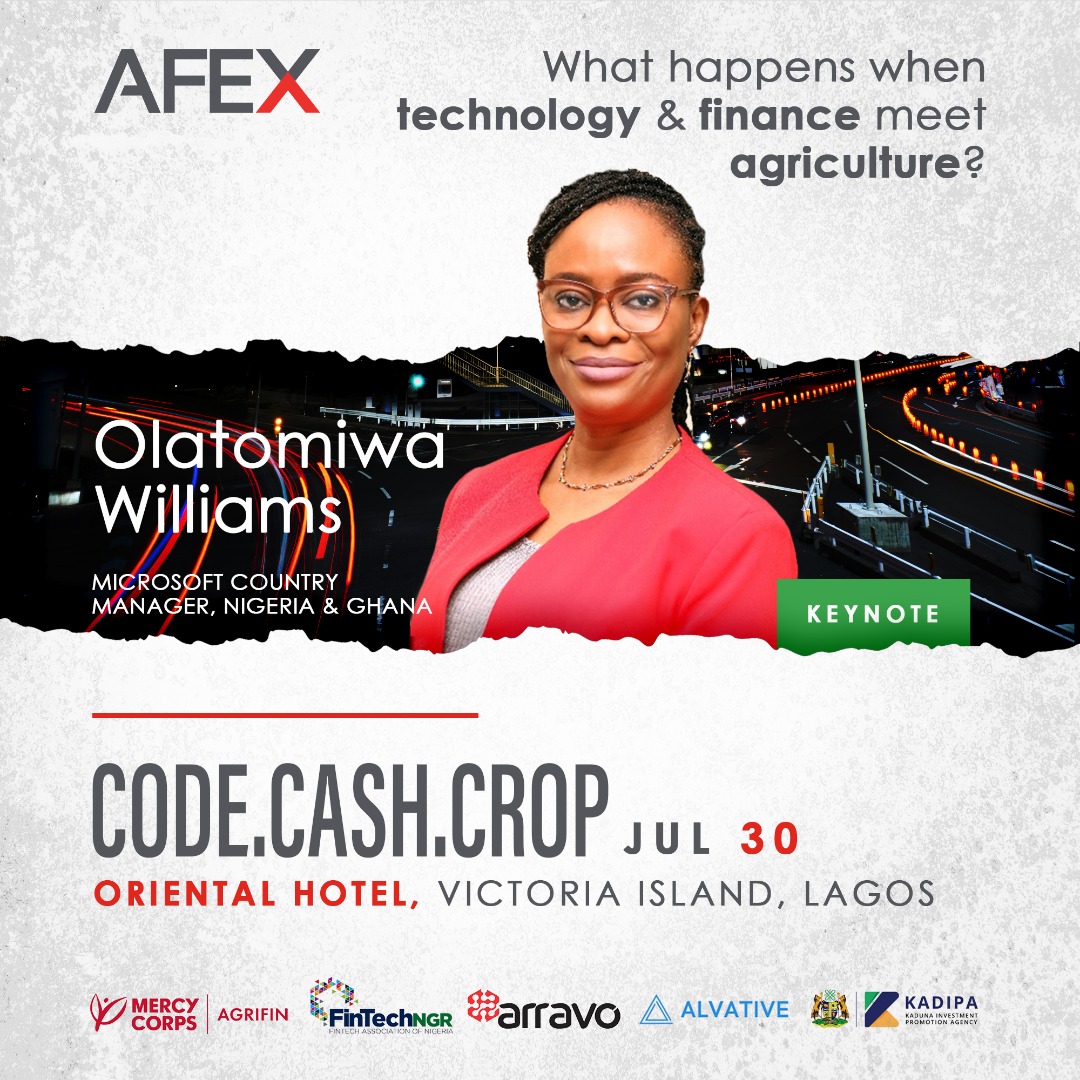 AFEX
What happens when
technology & finance meet
agriculture?
Olatomiwa
Williams
MICROSOFT COUNTRY
MANAGER, NIGERIA & GHANA
KEYNOTE
CODE.CASH.CROP JUL 30
ORIENTAL HOTEL, VICTORIA ISLAND, LAGOS
MERCY
CORPS
AGRIFIN
FinTechNGR
FINTECH ASSOCIATION OF NIGERIA
arravo
ALVATIVE
KADIPA
KADUNA INVESTMENT
PROMOTION AGENCY